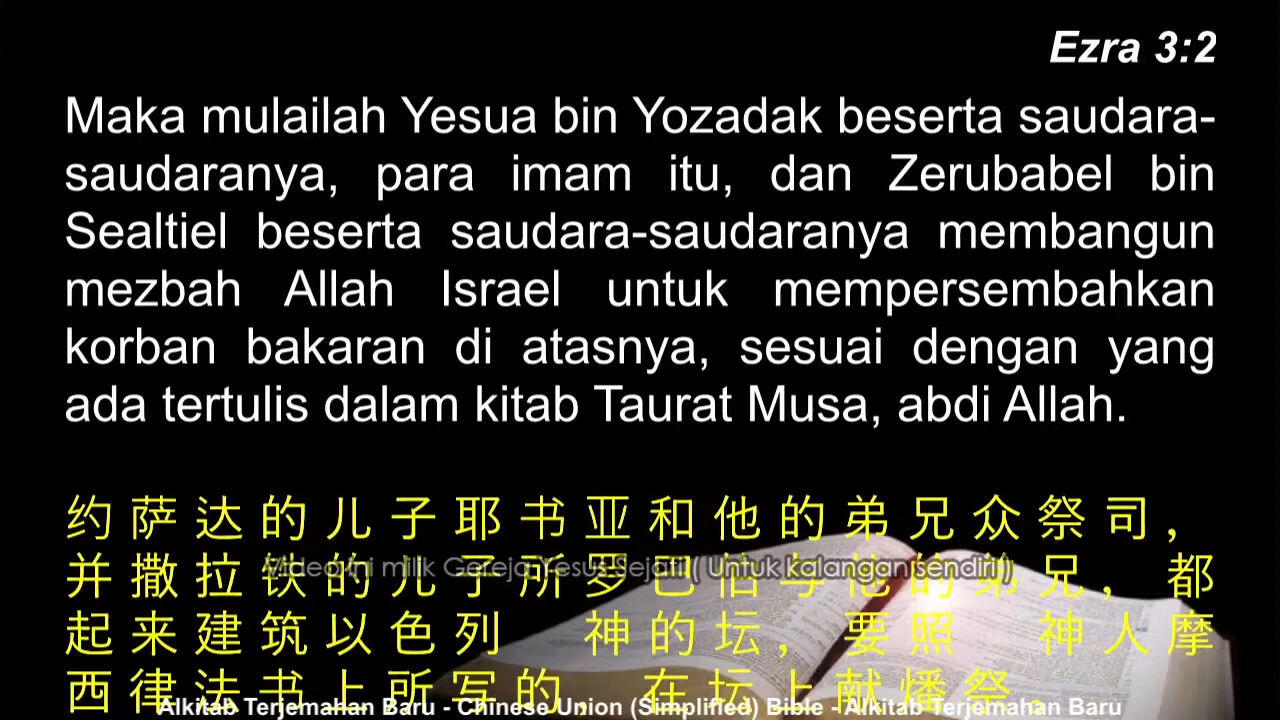 Ezra 3:2
Maka mulailah Yesua bin Yozadak beserta saudara-
saudaranya, para imam itu, dan Zerubabel bin
Sealtiel beserta saudara-saudaranya membangun
mezbah Allah Israel untuk mempersembahkan
korban bakaran di atasnya, sesuai dengan yang
ada tertulis dalam kitab Taurat Musa, abdi Allah.
约萨达的儿子耶书亚和他的弟兄众祭司，
并撒拉铁的儿子所罗巴伯与他的弟兄，都
Video ini milik Gereja Yesus Sejati ( Untuk kalangan sendiri )
起来建筑以色列　神的坛，要照　神人摩
西律法书上所写的，在坛上献燔祭。
Alkitab Terjemahan Baru - Chinese Union (Simplified) Bible - Alkitab Terjemahan Baru